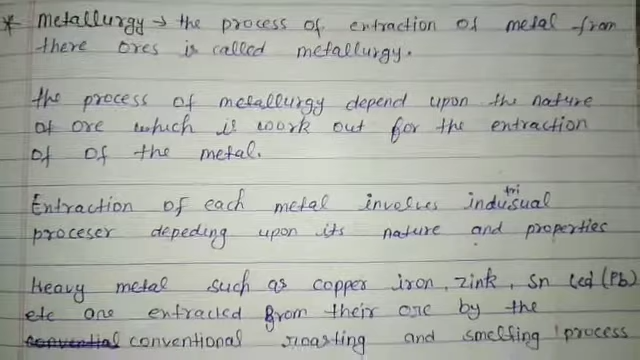 * Metallurgy → the process of extraction of metal from
there ores is called metallurgy.
the process of metallurgy depend upon the nature
of ore which is work out for the extraction
of of the metal.
Extraction of each metal involves industrisual
proceser depeding upon its nature and properties
Heavy metal such as copper iron, zink, Sn Led (Pb)
etc are extracted from their ore by the
convential conventional roasting and smelting process